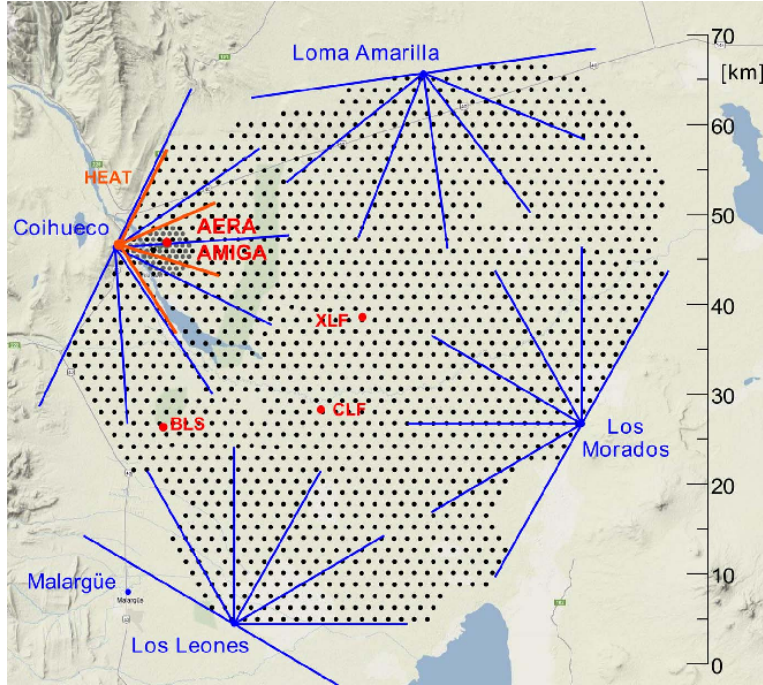 Loma Amarilla
70
[km]
60
HEAT
Coihueco
AERA
AMIGA
50
40
XLF
30
CLF
BLS
Los
Morados
20
10
Malargüe
Malargüe
Los Leones
0